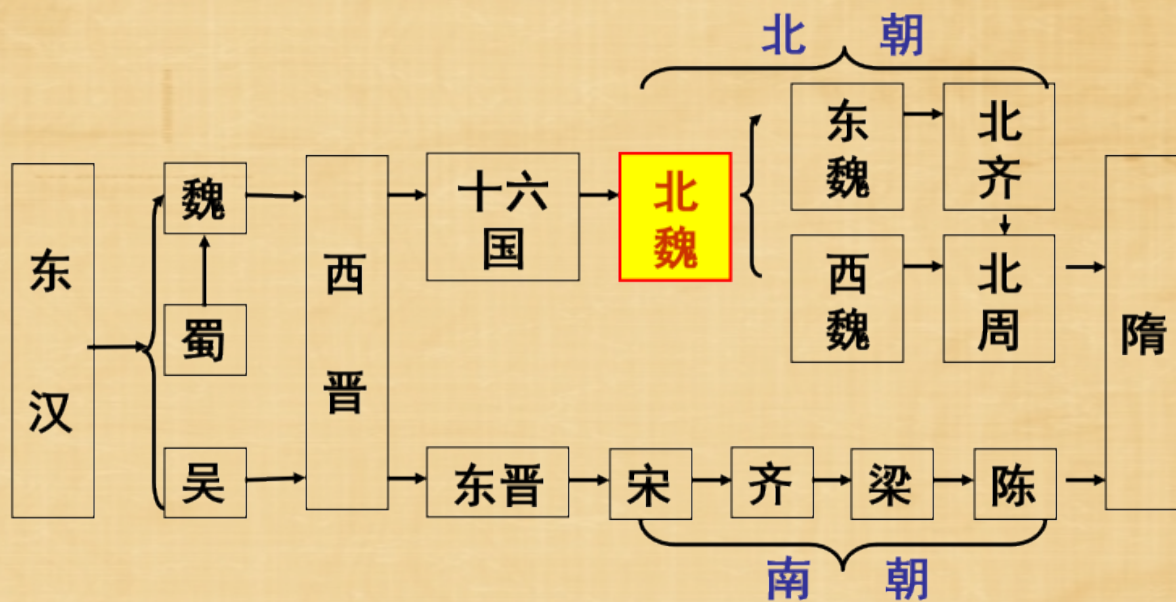 北 朝
东汉
魏
蜀
吴
西晋
十六
国
北
魏
东
魏
北
齐
西
魏
北
周
隋
东晋
宋
齐
梁
陈
南 朝